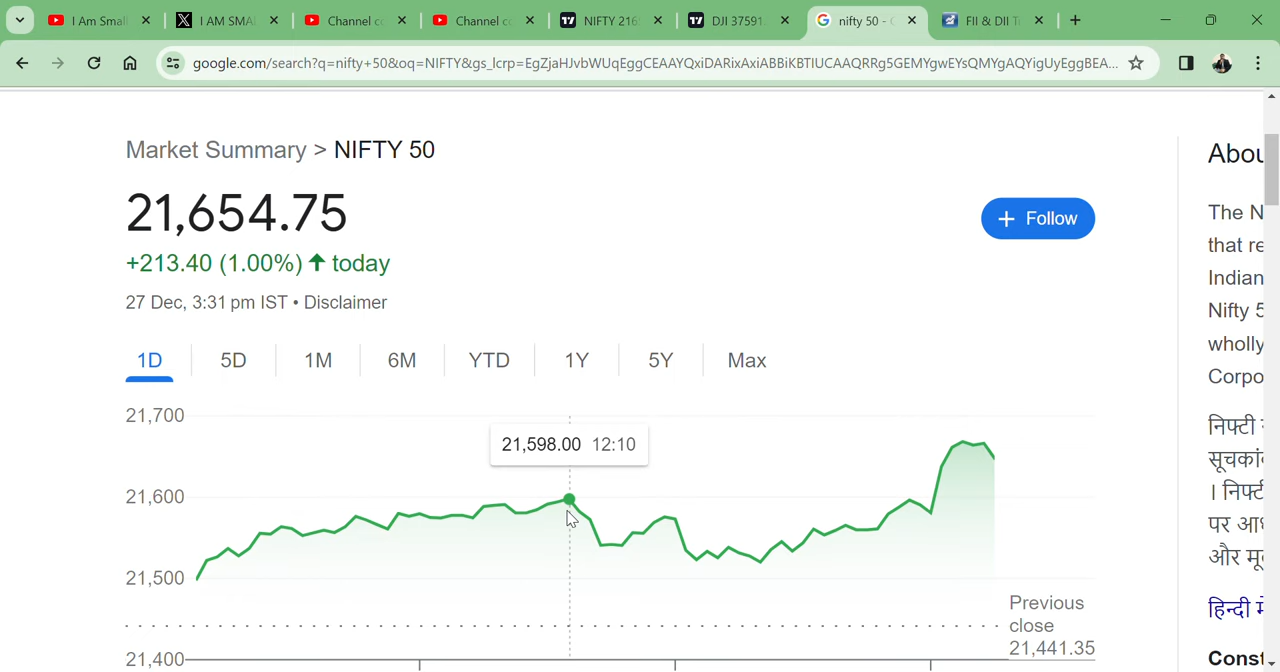 I Am Small
I AM SMA
Channel c
Channel c
NIFTY 216
DJI 37591
nifty 50 -
FII & DII T
google.com/search?q=nifty+50&oq=NIFTY&gs_lcrp=EgZjaHJvbWUqEggCEAAYQxiDARixAxiABBiKBTIUCAAQRRg5GEMYgwEYsQMYgAQYigUyEggBEA...
Market Summary > NIFTY 50
21,654.75
+213.40 (1.00%) today
27 Dec, 3:31 pm IST • Disclaimer
+ Follow
1D 5D 1M 6M YTD 1Y 5Y Max
21,700
21,598.00 12:10
21,600
21,500
Previous
close
21,441.35
21,400
Abou
The N
that re
Indian
Nifty 5
wholly
Corpo
निफ्टी
सूचकां
। निफ्टी
पर आध
और मू
हिन्दी में
Const